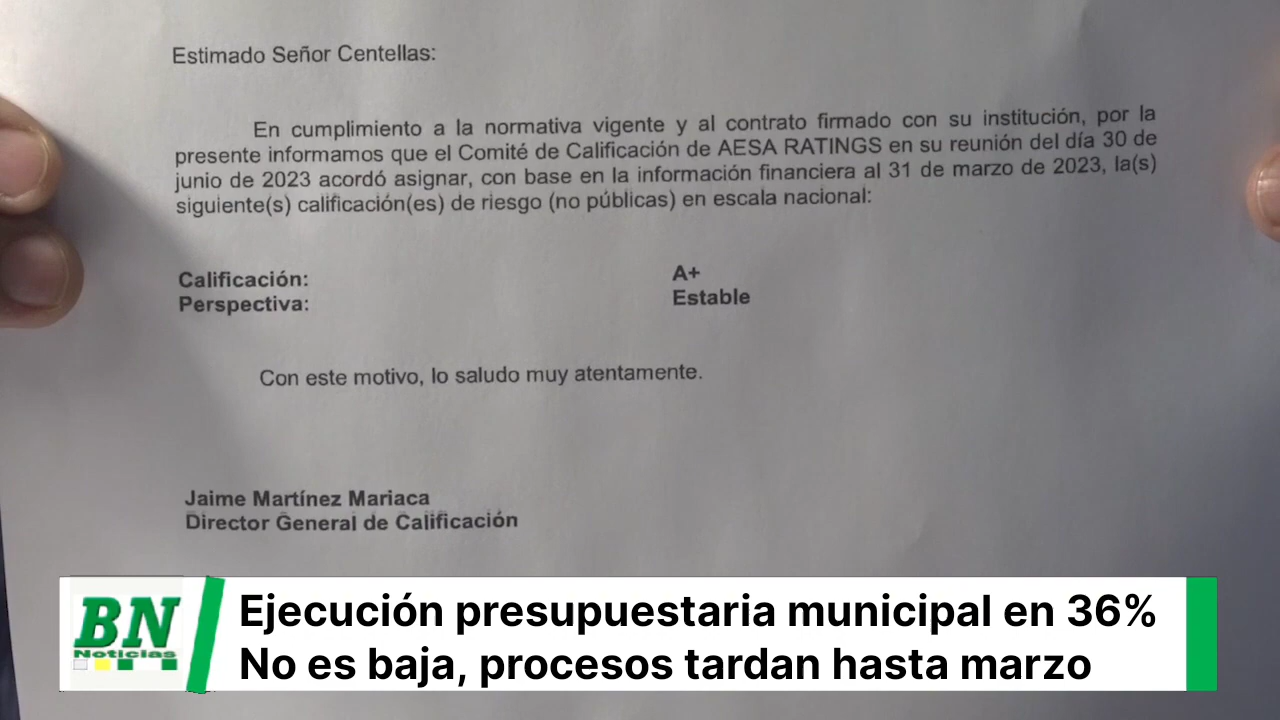 Estimado Señor Centellas:
En cumplimiento a la normativa vigente y al contrato firmado con su institución, por la
presente informamos que el Comité de Calificación de AESA RATINGS en su reunión del día 30 de
junio de 2023 acordó asignar, con base en la información financiera al 31 de marzo de 2023, la(s)
siguiente(s) calificación(es) de riesgo (no públicas) en escala nacional:
Calificación: A+
Perspectiva: Estable
Con este motivo, lo saludo muy atentamente.
Jaime Martínez Mariaca
Director General de Calificación
BN
Noticias
Ejecución presupuestaria municipal en 36%
No es baja, procesos tardan hasta marzo